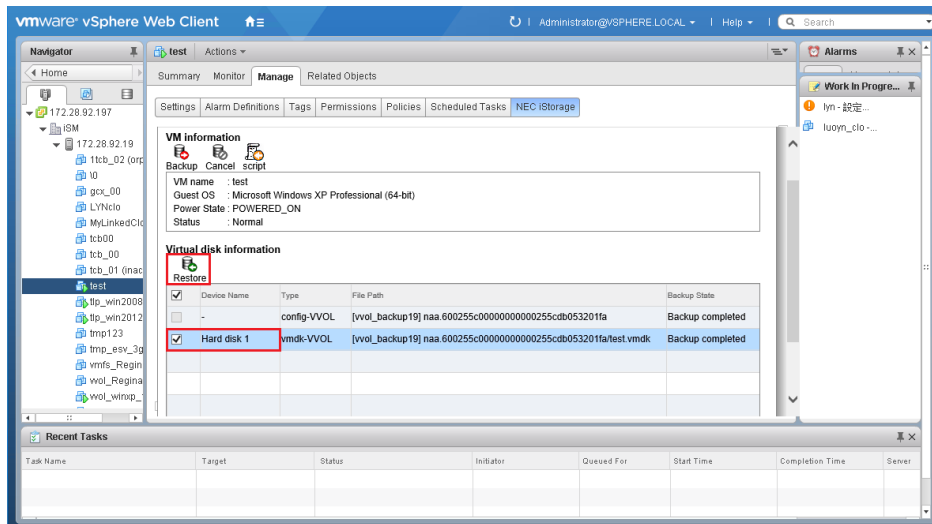 vmware® vSphere Web Client
Administrator@VSPHERE.LOCAL
Help
Search
Navigator
Home
172.28.92.197
iSM
172.28.92.19
1tcb_02 (orp
\0
gcx_00
LYNclo
MyLinkedClo
tcb00
tcb_00
tcb_01 (inac
test
tlp_win2008
tlp_win2012
tmp123
tmp_esv_3g
vmfs_Regin
vvol_Regina
vvol_winxp_
test
Actions
Summary Monitor Manage Related Objects
Settings Alarm Definitions Tags Permissions Policies Scheduled Tasks NEC iStorage
VM information
Backup Cancel script
VM name : test
Guest OS : Microsoft Windows XP Professional (64-bit)
Power State : POWERED_ON
Status : Normal
Virtual disk information
Restore
Device Name Type File Path Backup State
- config-VVOL [vvol_backup19] naa.600255c00000000000255cdb053201fa Backup completed
Hard disk 1 vmdk-VVOL [vvol_backup19] naa.600255c00000000000255cdb053201fa/test.vmdk Backup completed
Alarms
Work In Progre...
lyn - 設定...
luoyn_clo -...
Recent Tasks
Task Name Target Status Initiator Queued For Start Time Completion Time Server